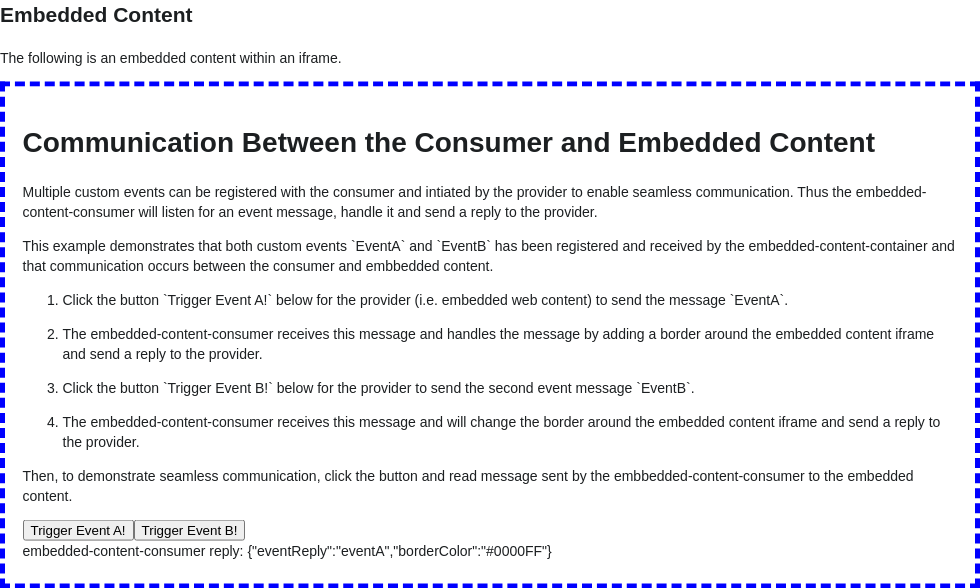 Embedded Content
The following is an embedded content within an iframe.
Communication Between the Consumer and Embedded Content
Multiple custom events can be registered with the consumer and intiated by the provider to enable seamless communication. Thus the embedded-
content-consumer will listen for an event message, handle it and send a reply to the provider.
This example demonstrates that both custom events `EventA` and `EventB` has been registered and received by the embedded-content-container and
that communication occurs between the consumer and embbedded content.
1. Click the button `Trigger Event A!` below for the provider (i.e. embedded web content) to send the message `EventA`.
2. The embedded-content-consumer receives this message and handles the message by adding a border around the embedded content iframe
and send a reply to the provider.
3. Click the button `Trigger Event B!` below for the provider to send the second event message `EventB`.
4. The embedded-content-consumer receives this message and will change the border around the embedded content iframe and send a reply to
the provider.
Then, to demonstrate seamless communication, click the button and read message sent by the embbedded-content-consumer to the embedded
content.
Trigger Event A! Trigger Event B!
embedded-content-consumer reply: {"eventReply":"eventA","borderColor":"#0000FF"}